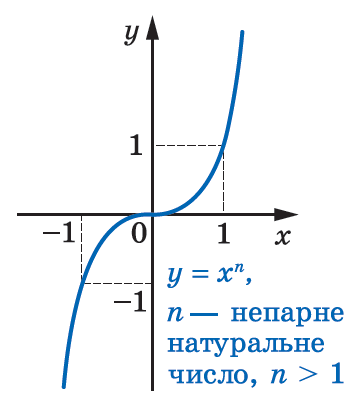 y
1
−1
0
1
x
−1
y = xⁿ,
n — непарне
натуральне
число, n > 1